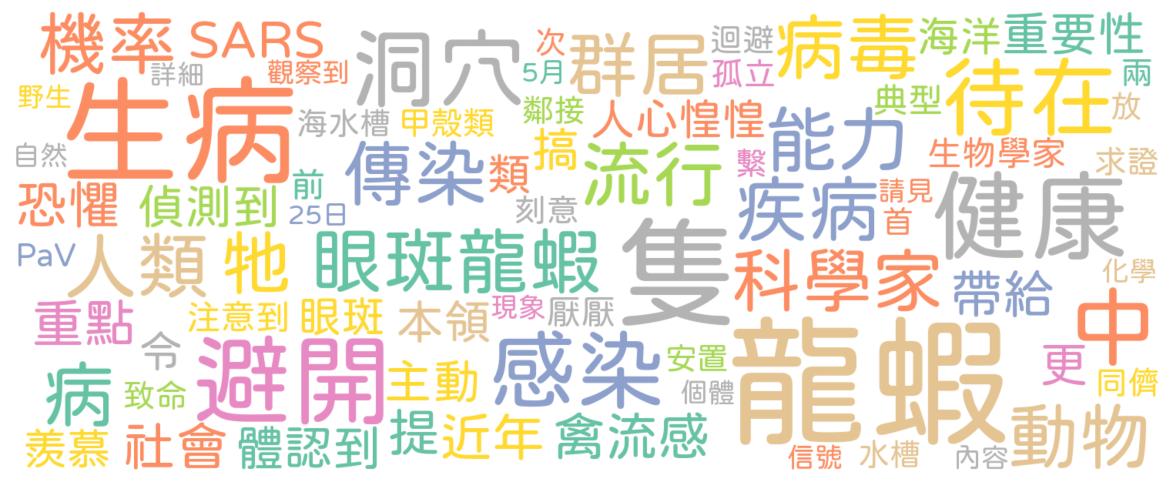 機率 SARS 洞穴 次 群居 迴避 病毒 海洋 重要性
詳細 觀察到 5月 孤立 兩
野生 生病 海水槽 甲殼類 鄰接 人心惶惶 能力 典型 待在 放
自然 傳染 類 搞 流行 繫 生物學家 求證
恐懼 偵測到 前 25日 刻意 疾病 請見 首 健康
PaV 人類 牠 眼斑龍蝦 隻 科學家 帶給 化學
重點 注意到 眼斑 本領 現象 厭厭 中
令 避開 主動 感染 安置 龍蝦 更
病 致命 個體 同儕
羨慕 社會 體認到 提 近年 禽流感 信號 水槽 內容 動物